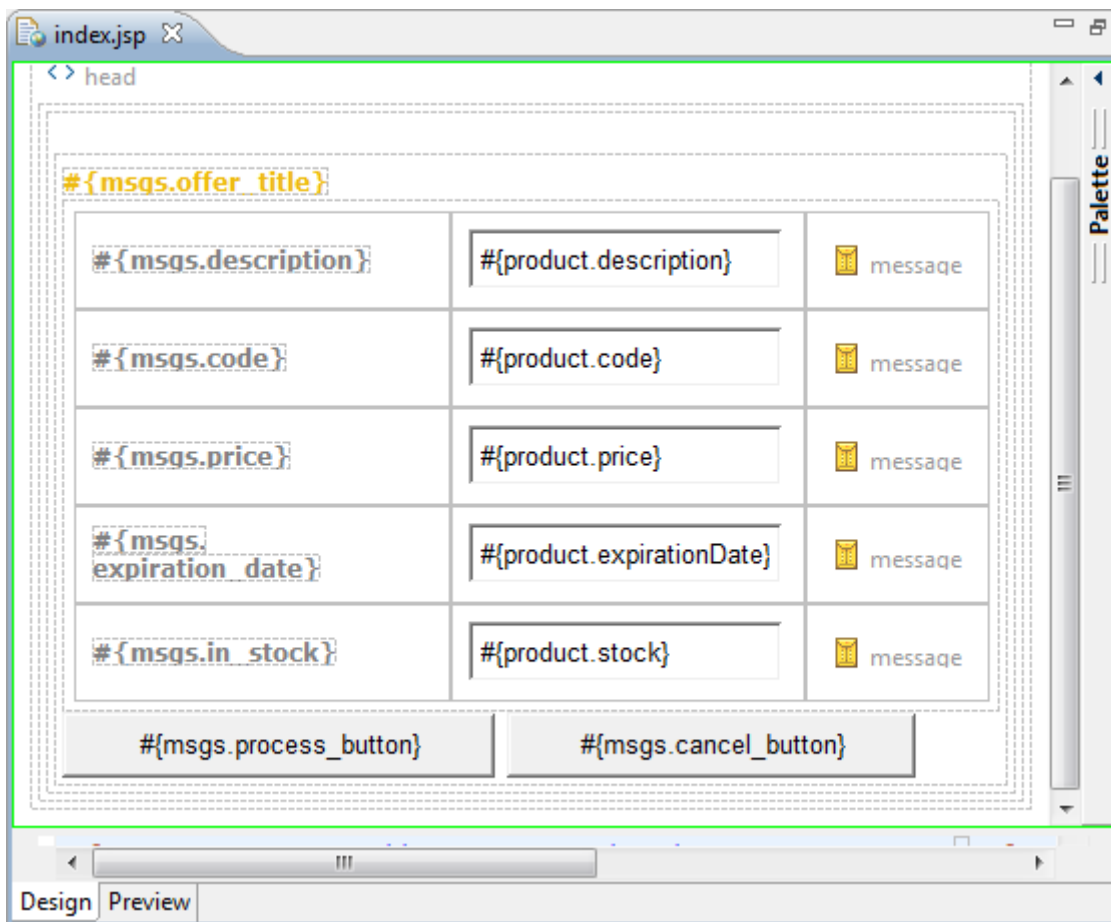 index.jsp
head
#{msgs.offer_title}
#{msgs.description} #{product.description} message
#{msgs.code} #{product.code} message
#{msgs.price} #{product.price} message
#{msgs.
expiration_date} #{product.expirationDate} message
#{msgs.in_stock} #{product.stock} message
#{msgs.process_button} #{msgs.cancel_button}
Palette
Design Preview